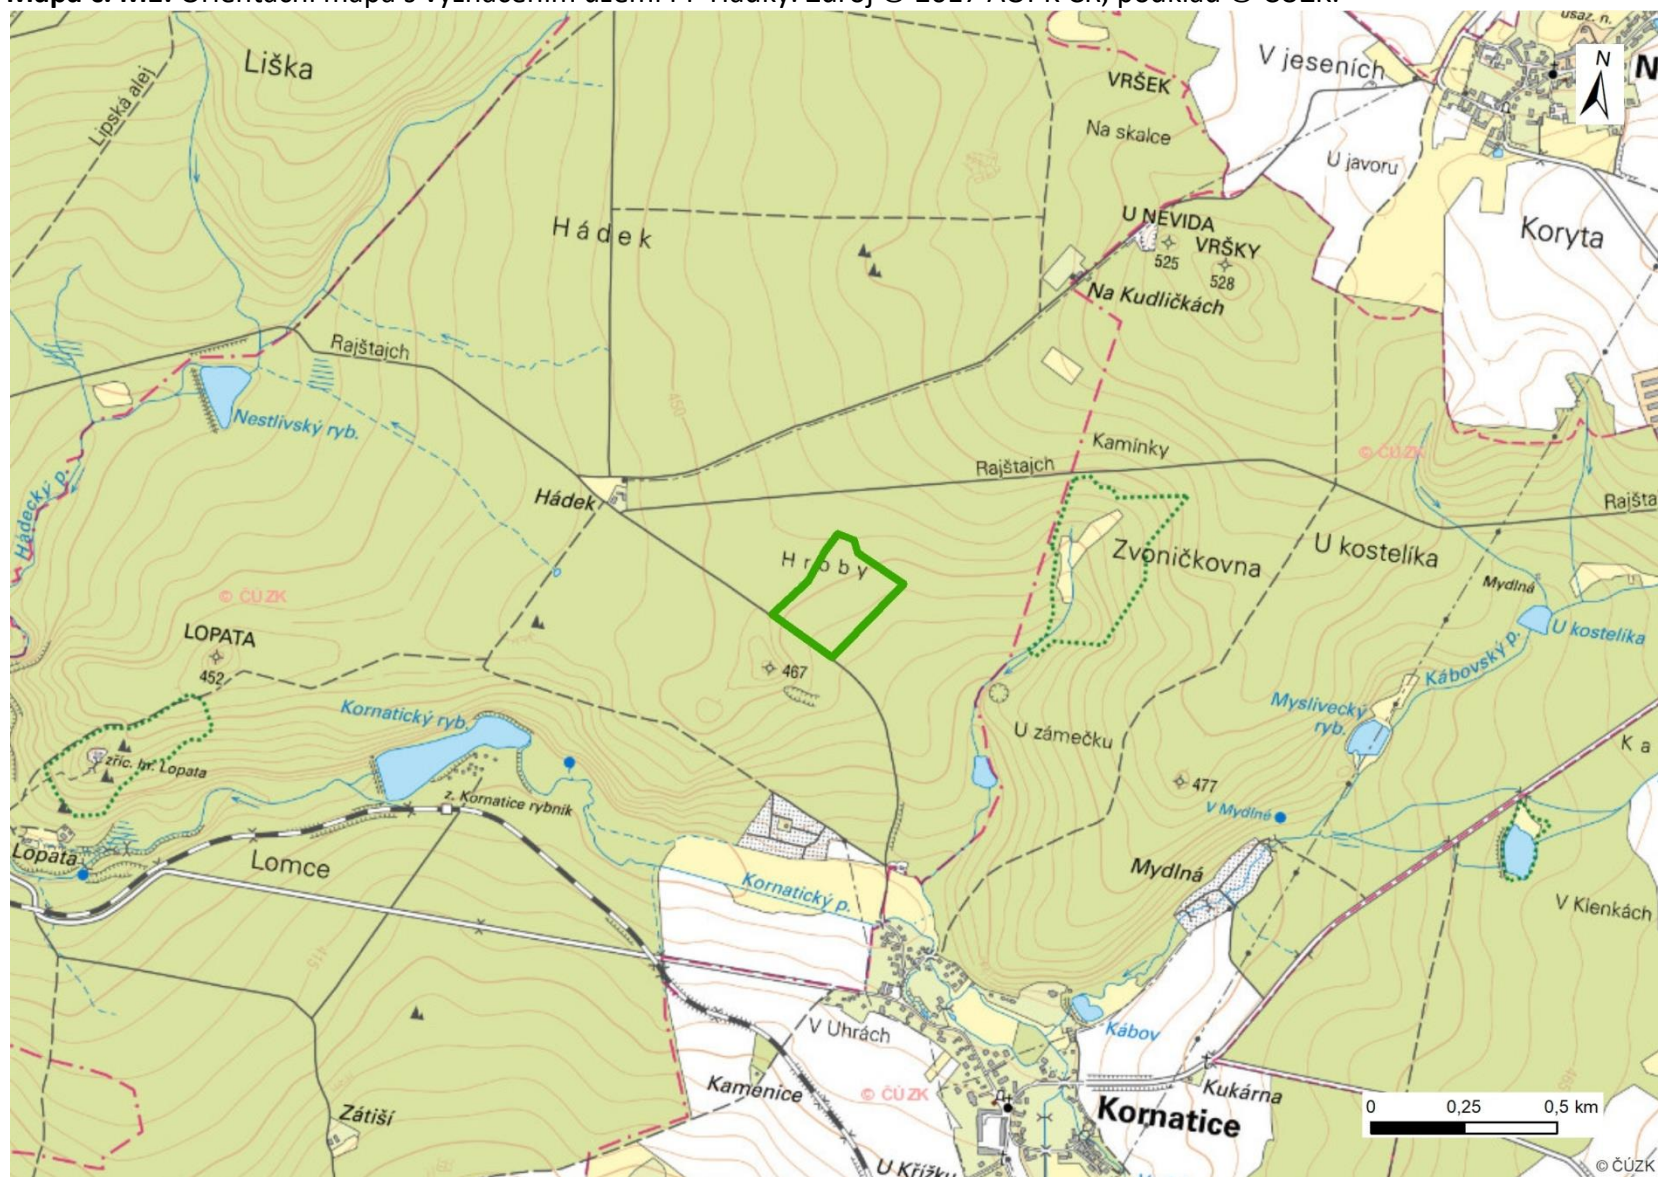 Liška
Lipská alej
VRŠEK
V jeseních
N
Na skalce
U javoru
Hádek
U NEVIDA
VRŠKY
525
528
Koryta
Na Kudličkách
Rajštajch
Nestlivský ryb.
450
Kamínky
© ČÚZK
Rajštajch
Rajšta
Hádecký p.
Hádek
Hroby
Zvoničkovna
U kostelíka
Mydlná
© ČÚZK
LOPATA
452
U kostelíka
Kábovský p.
467
Kornatický ryb.
Myslivecký
ryb.
U zámečku
K a
zříc. hr. Lopata
477
z. Kornatice rybník
V Mydlné
Lopata
Lomce
Mydlná
Kornatický p.
V Klenkách
415
V Uhrách
Kábov
Kamenice
© ČÚZK
Kukárna
Zátiší
Kornatice
0 0,25 0,5 km
U Křížku
© ČÚZK